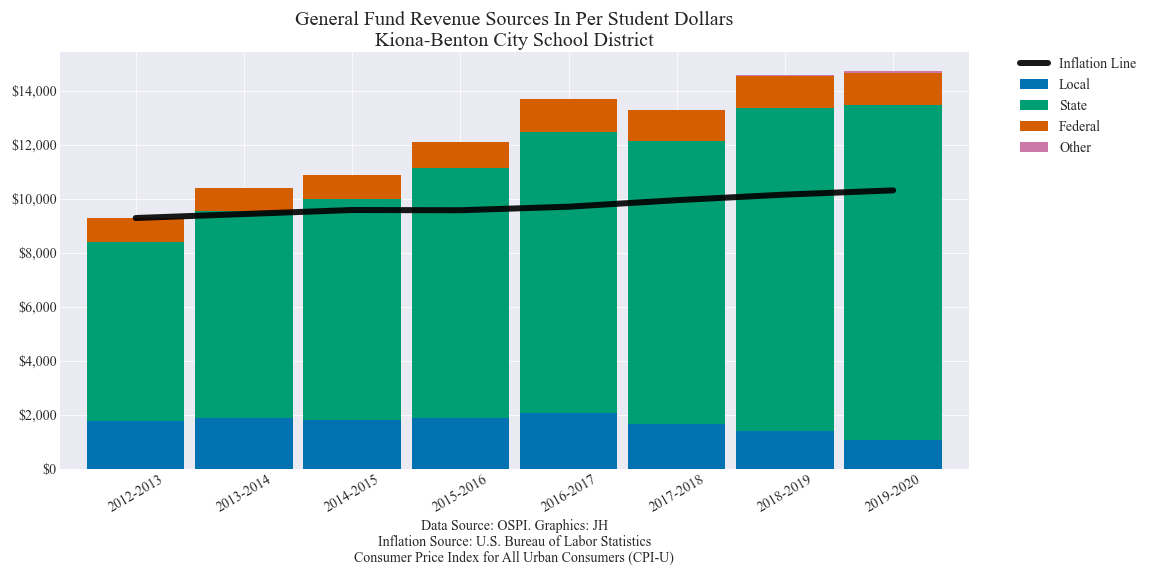 General Fund Revenue Sources In Per Student Dollars
Kiona-Benton City School District
$14,000
$12,000
$10,000
$8,000
$6,000
$4,000
$2,000
$0
Inflation Line
Local
State
Federal
Other
2012-2013
2013-2014
2014-2015
2015-2016
2016-2017
2017-2018
2018-2019
2019-2020
Data Source: OSPI. Graphics: JH
Inflation Source: U.S. Bureau of Labor Statistics
Consumer Price Index for All Urban Consumers (CPI-U)